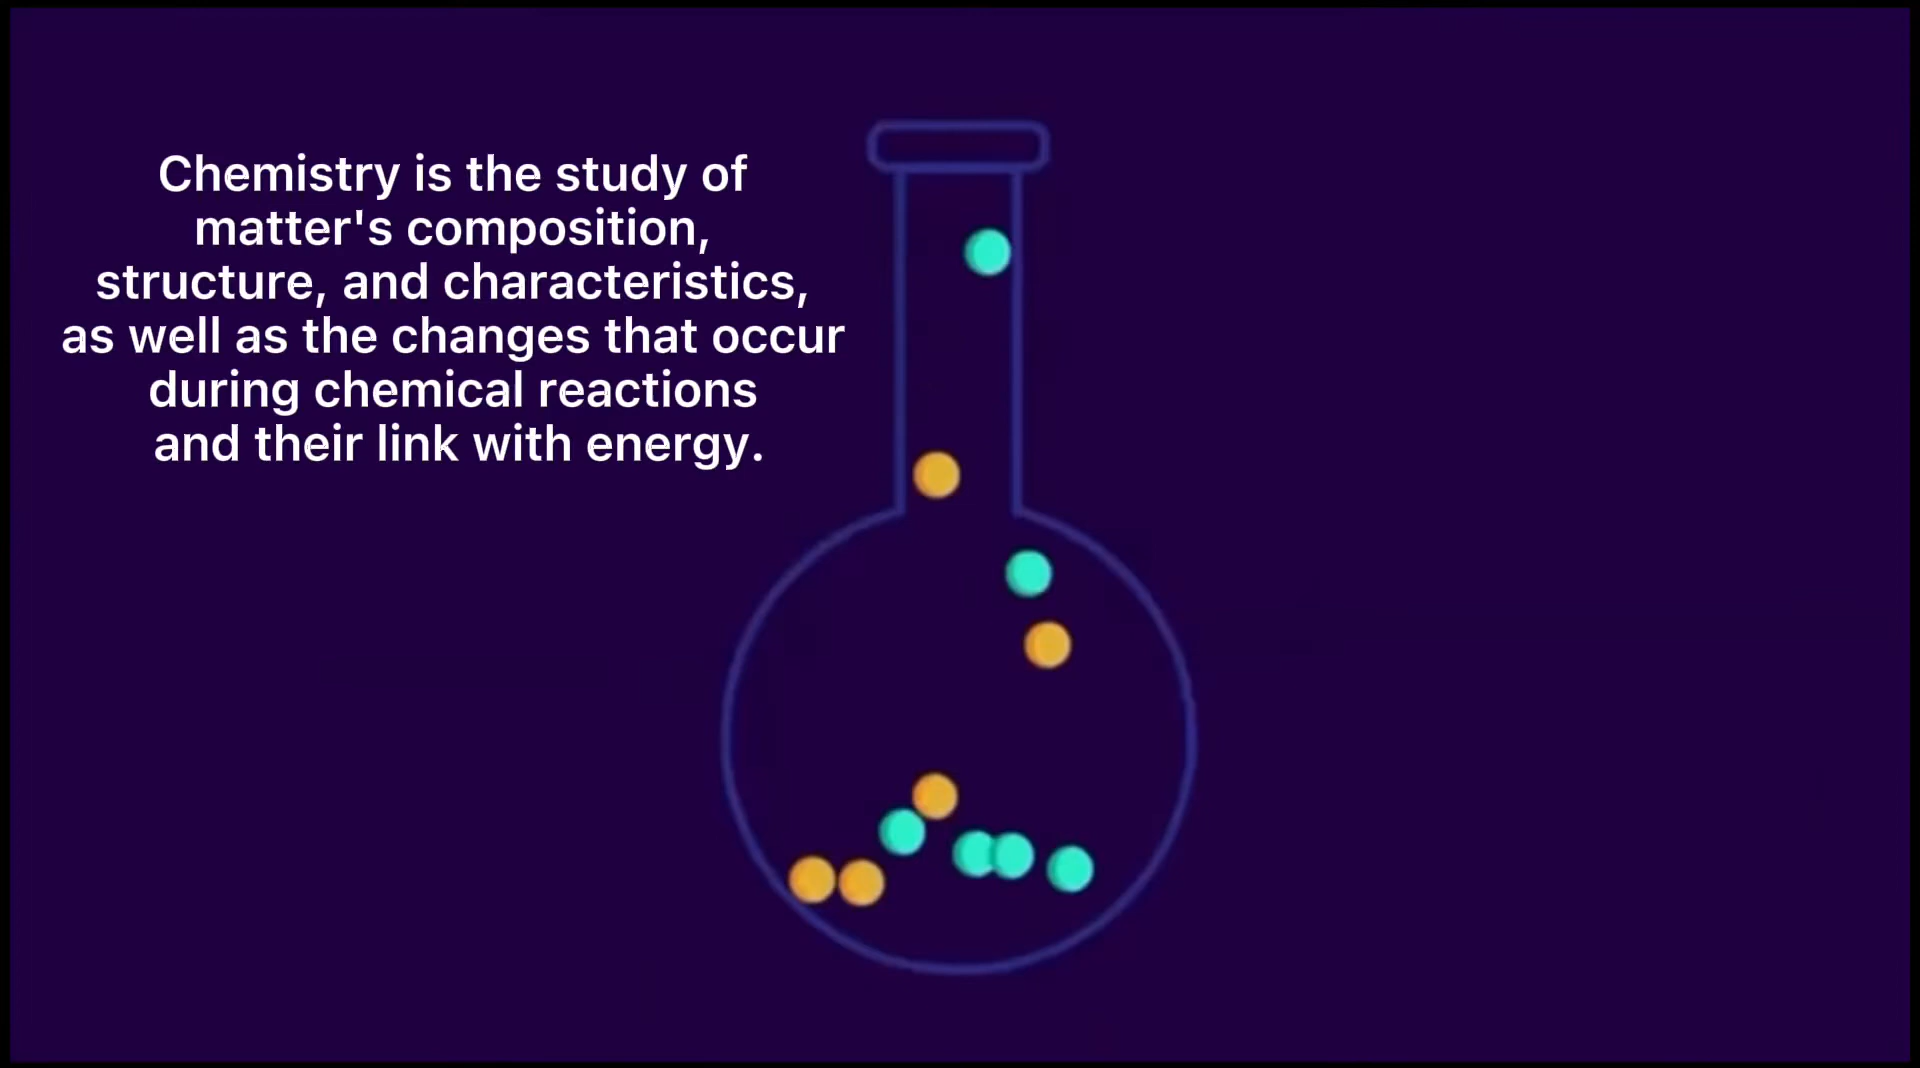 Chemistry is the study of
matter's composition,
structure, and characteristics,
as well as the changes that occur
during chemical reactions
and their link with energy.